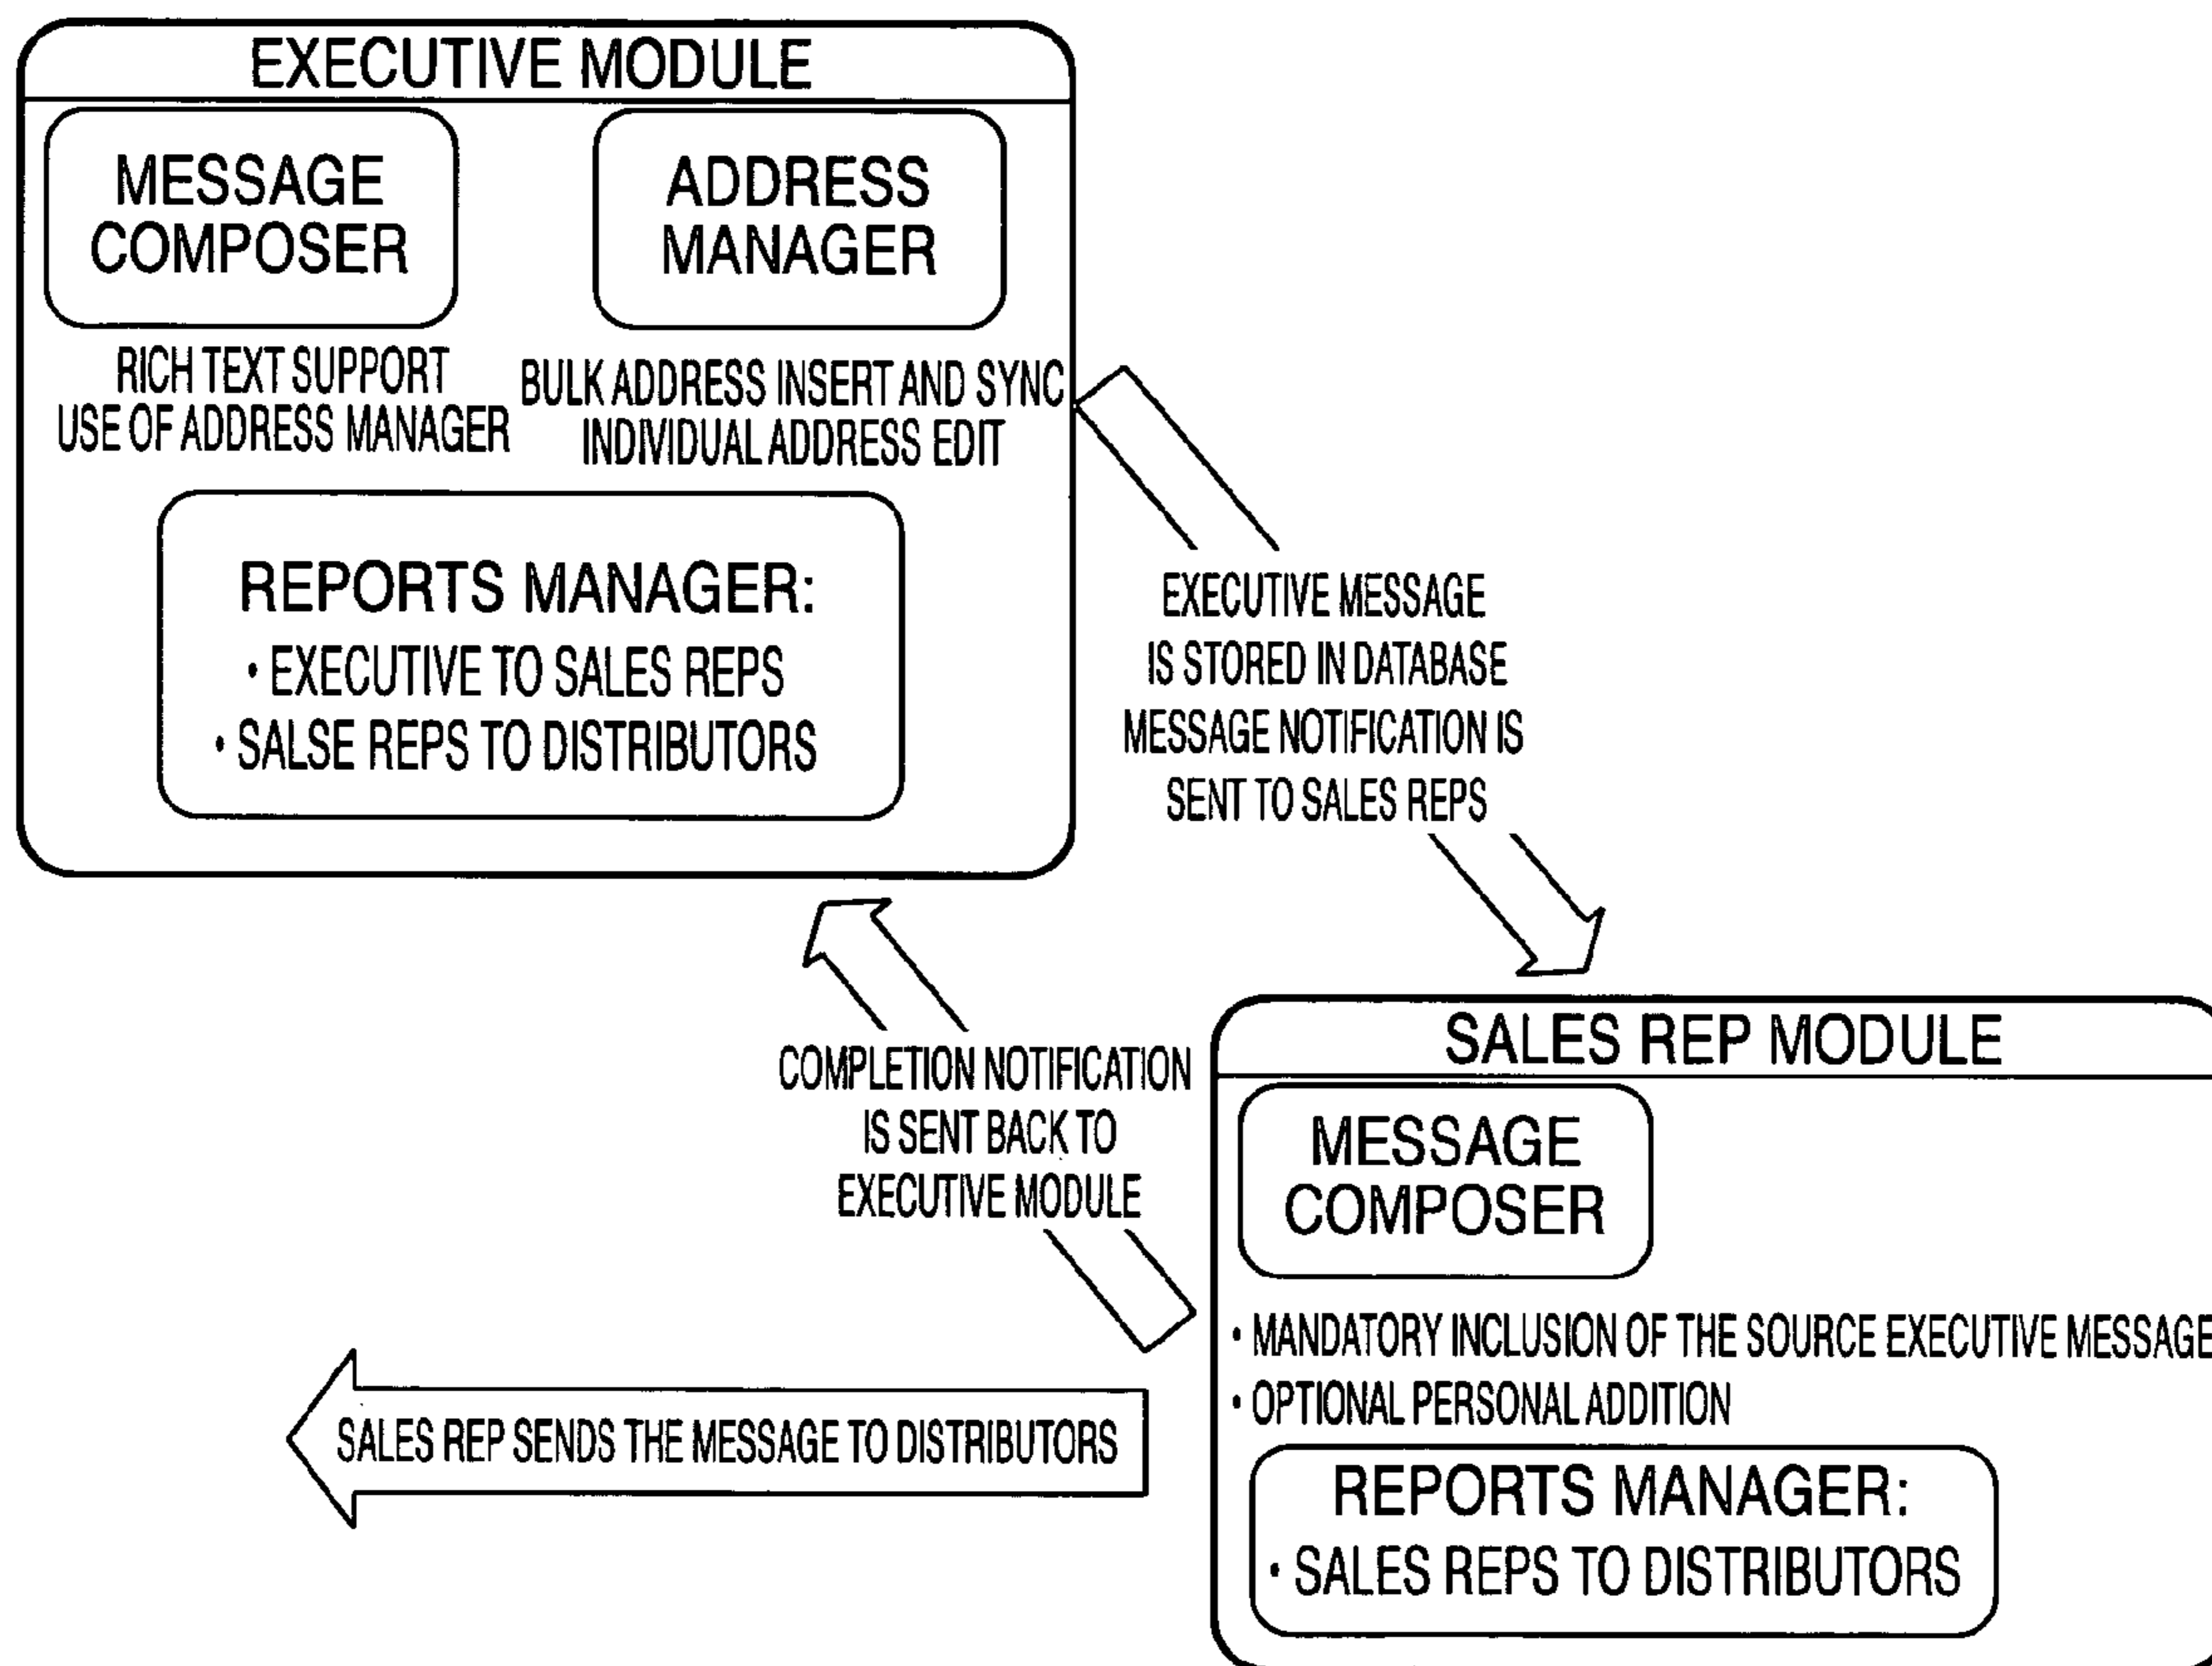 EXECUTIVE MODULE
MESSAGE
COMPOSER
ADDRESS
MANAGER
RICH TEXT SUPPORT
USE OF ADDRESS MANAGER
BULK ADDRESS INSERT AND SYNC
INDIVIDUAL ADDRESS EDIT
REPORTS MANAGER:
• EXECUTIVE TO SALES REPS
• SALSE REPS TO DISTRIBUTORS
EXECUTIVE MESSAGE
IS STORED IN DATABASE
MESSAGE NOTIFICATION IS
SENT TO SALES REPS
COMPLETION NOTIFICATION
IS SENT BACK TO
EXECUTIVE MODULE
SALES REP MODULE
MESSAGE
COMPOSER
• MANDATORY INCLUSION OF THE SOURCE EXECUTIVE MESSAGE
• OPTIONAL PERSONAL ADDITION
SALES REP SENDS THE MESSAGE TO DISTRIBUTORS
REPORTS MANAGER:
• SALES REPS TO DISTRIBUTORS